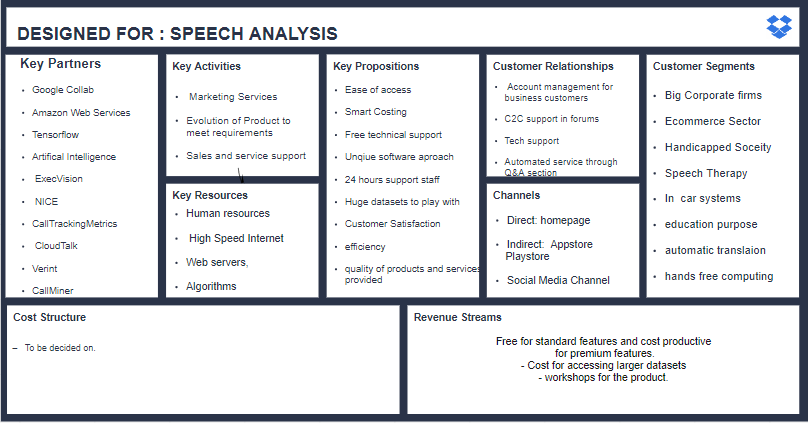 DESIGNED FOR : SPEECH ANALYSIS
Key Partners
• Google Collab
• Amazon Web Services
• Tensorflow
• Artifical Intelligence
• ExecVision
• NICE
• CallTrackingMetrics
• CloudTalk
• Verint
• CallMiner
Key Activities
• Marketing Services
• Evolution of Product to
meet requirements
• Sales and service support
Key Resources
• Human resources
• High Speed Internet
• Web servers,
• Algorithms
Key Propositions
• Ease of access
• Smart Costing
• Free technical support
• Unqiue software aproach
• 24 hours support staff
• Huge datasets to play with
• Customer Satisfaction
• efficiency
• quality of products and services
provided
Customer Relationships
• Account management for
business customers
• C2C support in forums
• Tech support
• Automated service through
Q&A section
Channels
• Direct: homepage
• Indirect: Appstore
Playstore
• Social Media Channel
Customer Segments
• Big Corporate firms
• Ecommerce Sector
• Handicapped Soceity
• Speech Therapy
• In car systems
• education purpose
• automatic translaion
• hands free computing
Cost Structure
– To be decided on.
Revenue Streams
Free for standard features and cost productive
for premium features.
- Cost for accessing larger datasets
- workshops for the product.